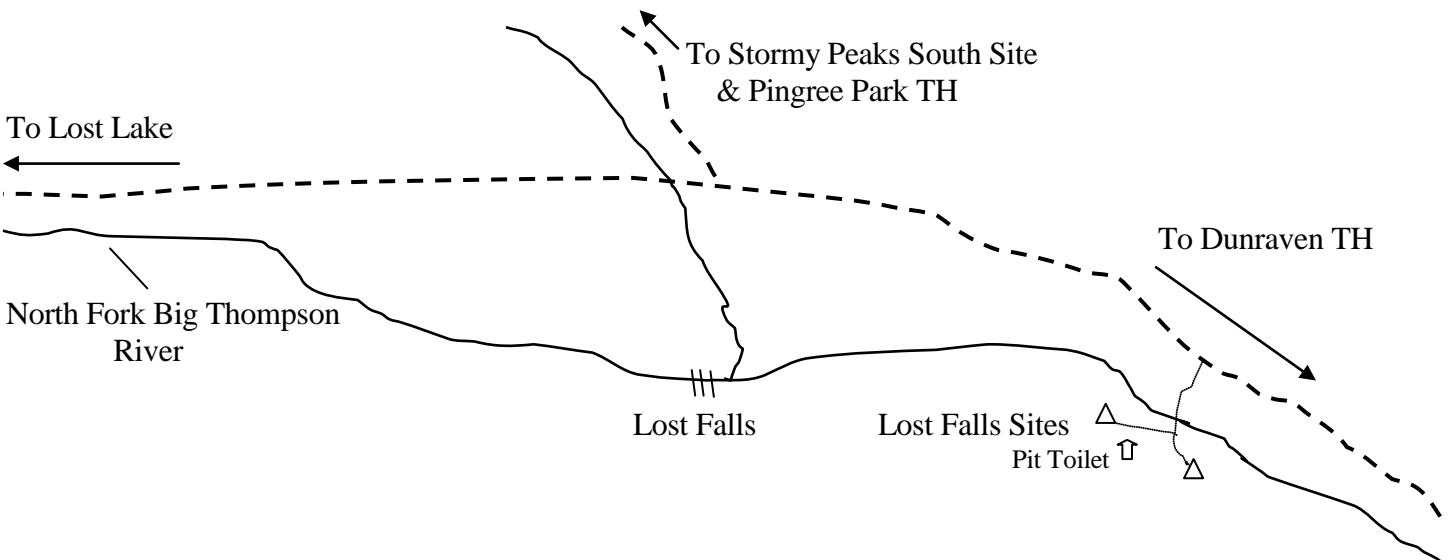 To Stormy Peaks South Site
& Pingree Park TH
To Lost Lake
To Dunraven TH
North Fork Big Thompson
River
Lost Falls
Lost Falls Sites
Pit Toilet